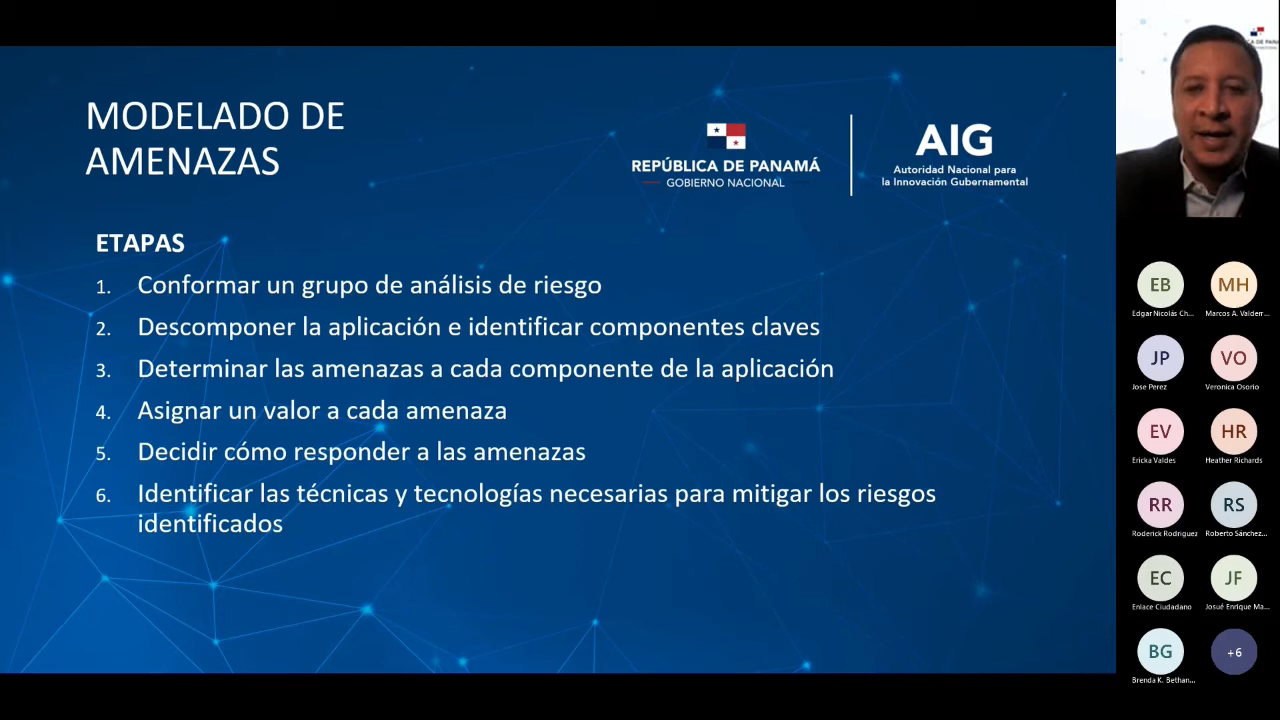 MODELADO DE
AMENAZAS
REPÚBLICA DE PANAMÁ
GOBIERNO NACIONAL
AIG
Autoridad Nacional para
la Innovación Gubernamental
ETAPAS
1. Conformar un grupo de análisis de riesgo
2. Descomponer la aplicación e identificar componentes claves
3. Determinar las amenazas a cada componente de la aplicación
4. Asignar un valor a cada amenaza
5. Decidir cómo responder a las amenazas
6. Identificar las técnicas y tecnologías necesarias para mitigar los riesgos
identificados
EB MH
Edgar Nicolás Ch... Marcos A. Valderr...
JP VO
Jose Perez Veronica Osorio
EV HR
Ericka Valdes Heather Richards
RR RS
Roderick Rodriguez Roberto Sánchez...
EC JF
Enlace Ciudadano Josué Enrique Ma...
BG +6
Brenda K. Bethan...